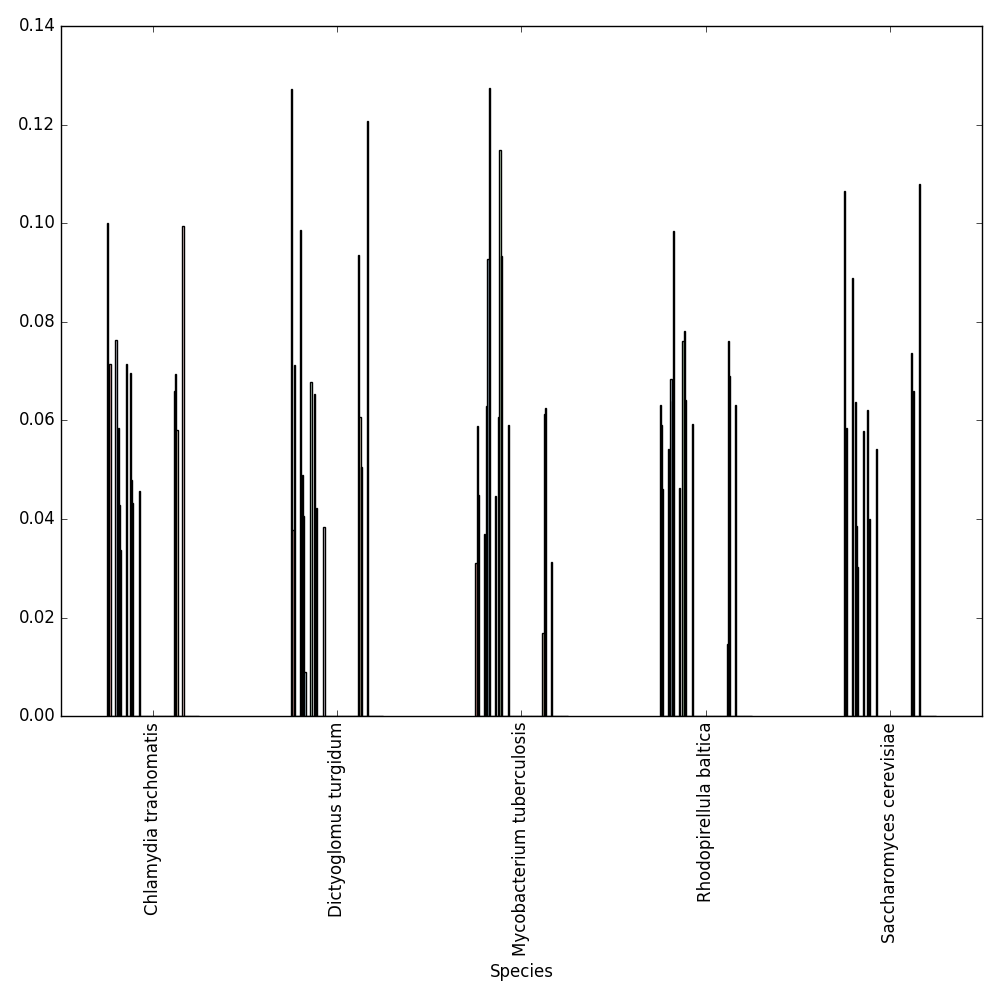 0.14
0.12
0.10
0.08
0.06
0.04
0.02
0.00
Chlamydia trachomatis
Dictyoglomus turgidum
Mycobacterium tuberculosis
Rhodopirellula baltica
Saccharomyces cerevisiae
Species